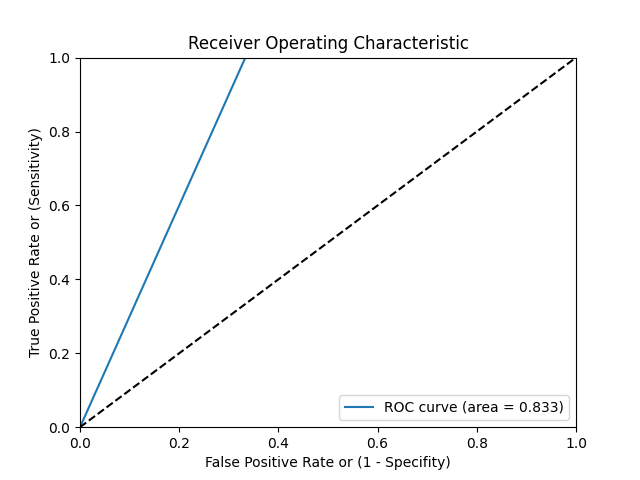 Receiver Operating Characteristic
1.0
0.8
0.6
0.4
0.2
0.0
True Positive Rate or (Sensitivity)
ROC curve (area = 0.833)
0.0 0.2 0.4 0.6 0.8 1.0
False Positive Rate or (1 - Specifity)